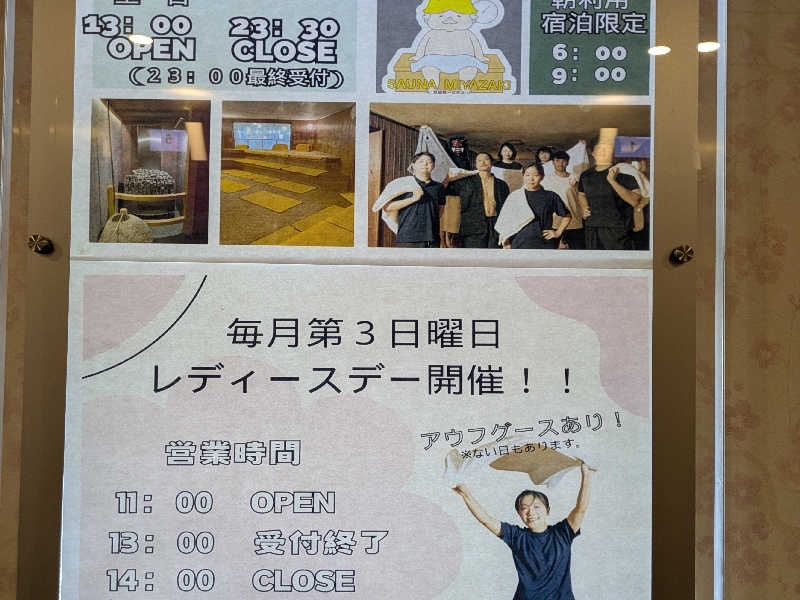 13：00 23：30
OPEN CLOSE
（23：00最終受付）
SAUNA MIYAZAKI
朝利用
宿泊限定
6：00
9：00
毎月第３日曜日
レディースデー開催！！
アウフグースあり！
※ない日もあります。
営業時間
11：00 OPEN
13：00 受付終了
14：00 CLOSE